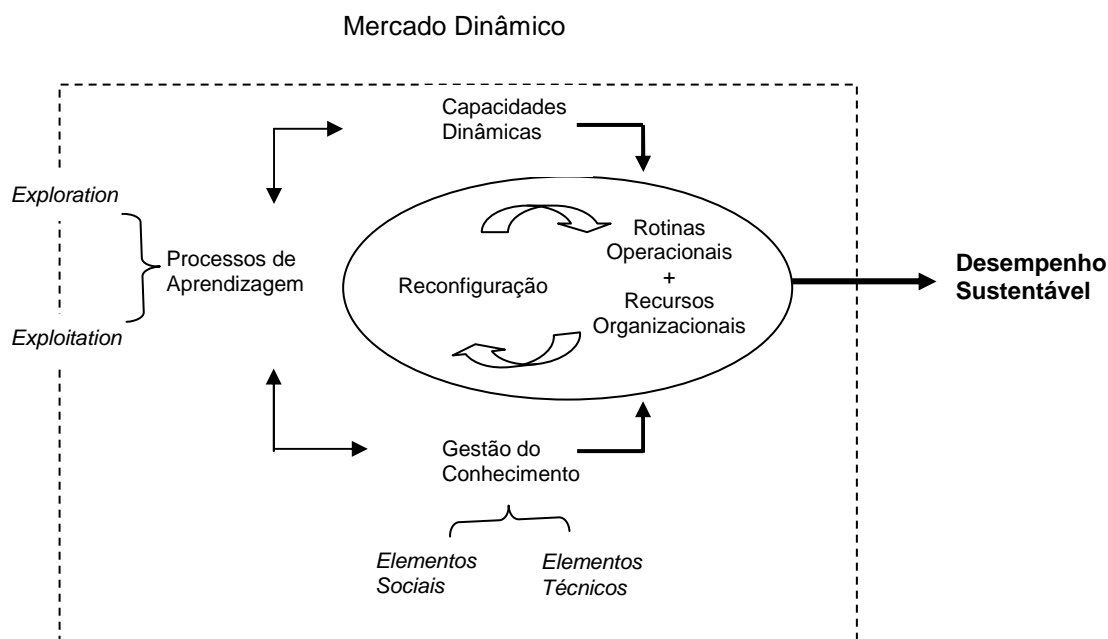 Mercado Dinâmico
Capacidades
Dinâmicas
Exploration
Processos de
Aprendizagem
Exploitation
Reconfiguração
Rotinas
Operacionais
+
Recursos
Organizacionais
Desempenho
Sustentável
Gestão do
Conhecimento
Elementos
Sociais
Elementos
Técnicos